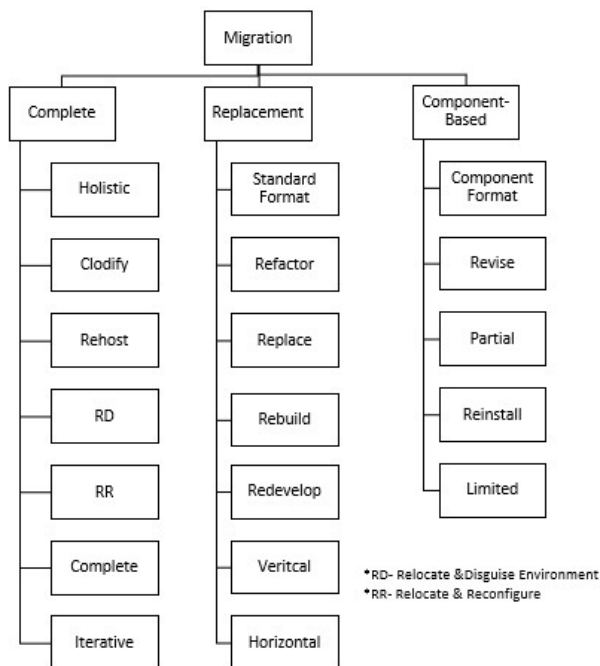 Migration
Complete
Replacement
Component-
Based
Holistic
Clodify
Rehost
RD
RR
Complete
Iterative
Standard
Format
Refactor
Replace
Rebuild
Redevelop
Veritcal
Horizontal
Component
Format
Revise
Partial
Reinstall
Limited
*RD- Relocate &Disguise Environment
*RR- Relocate & Reconfigure